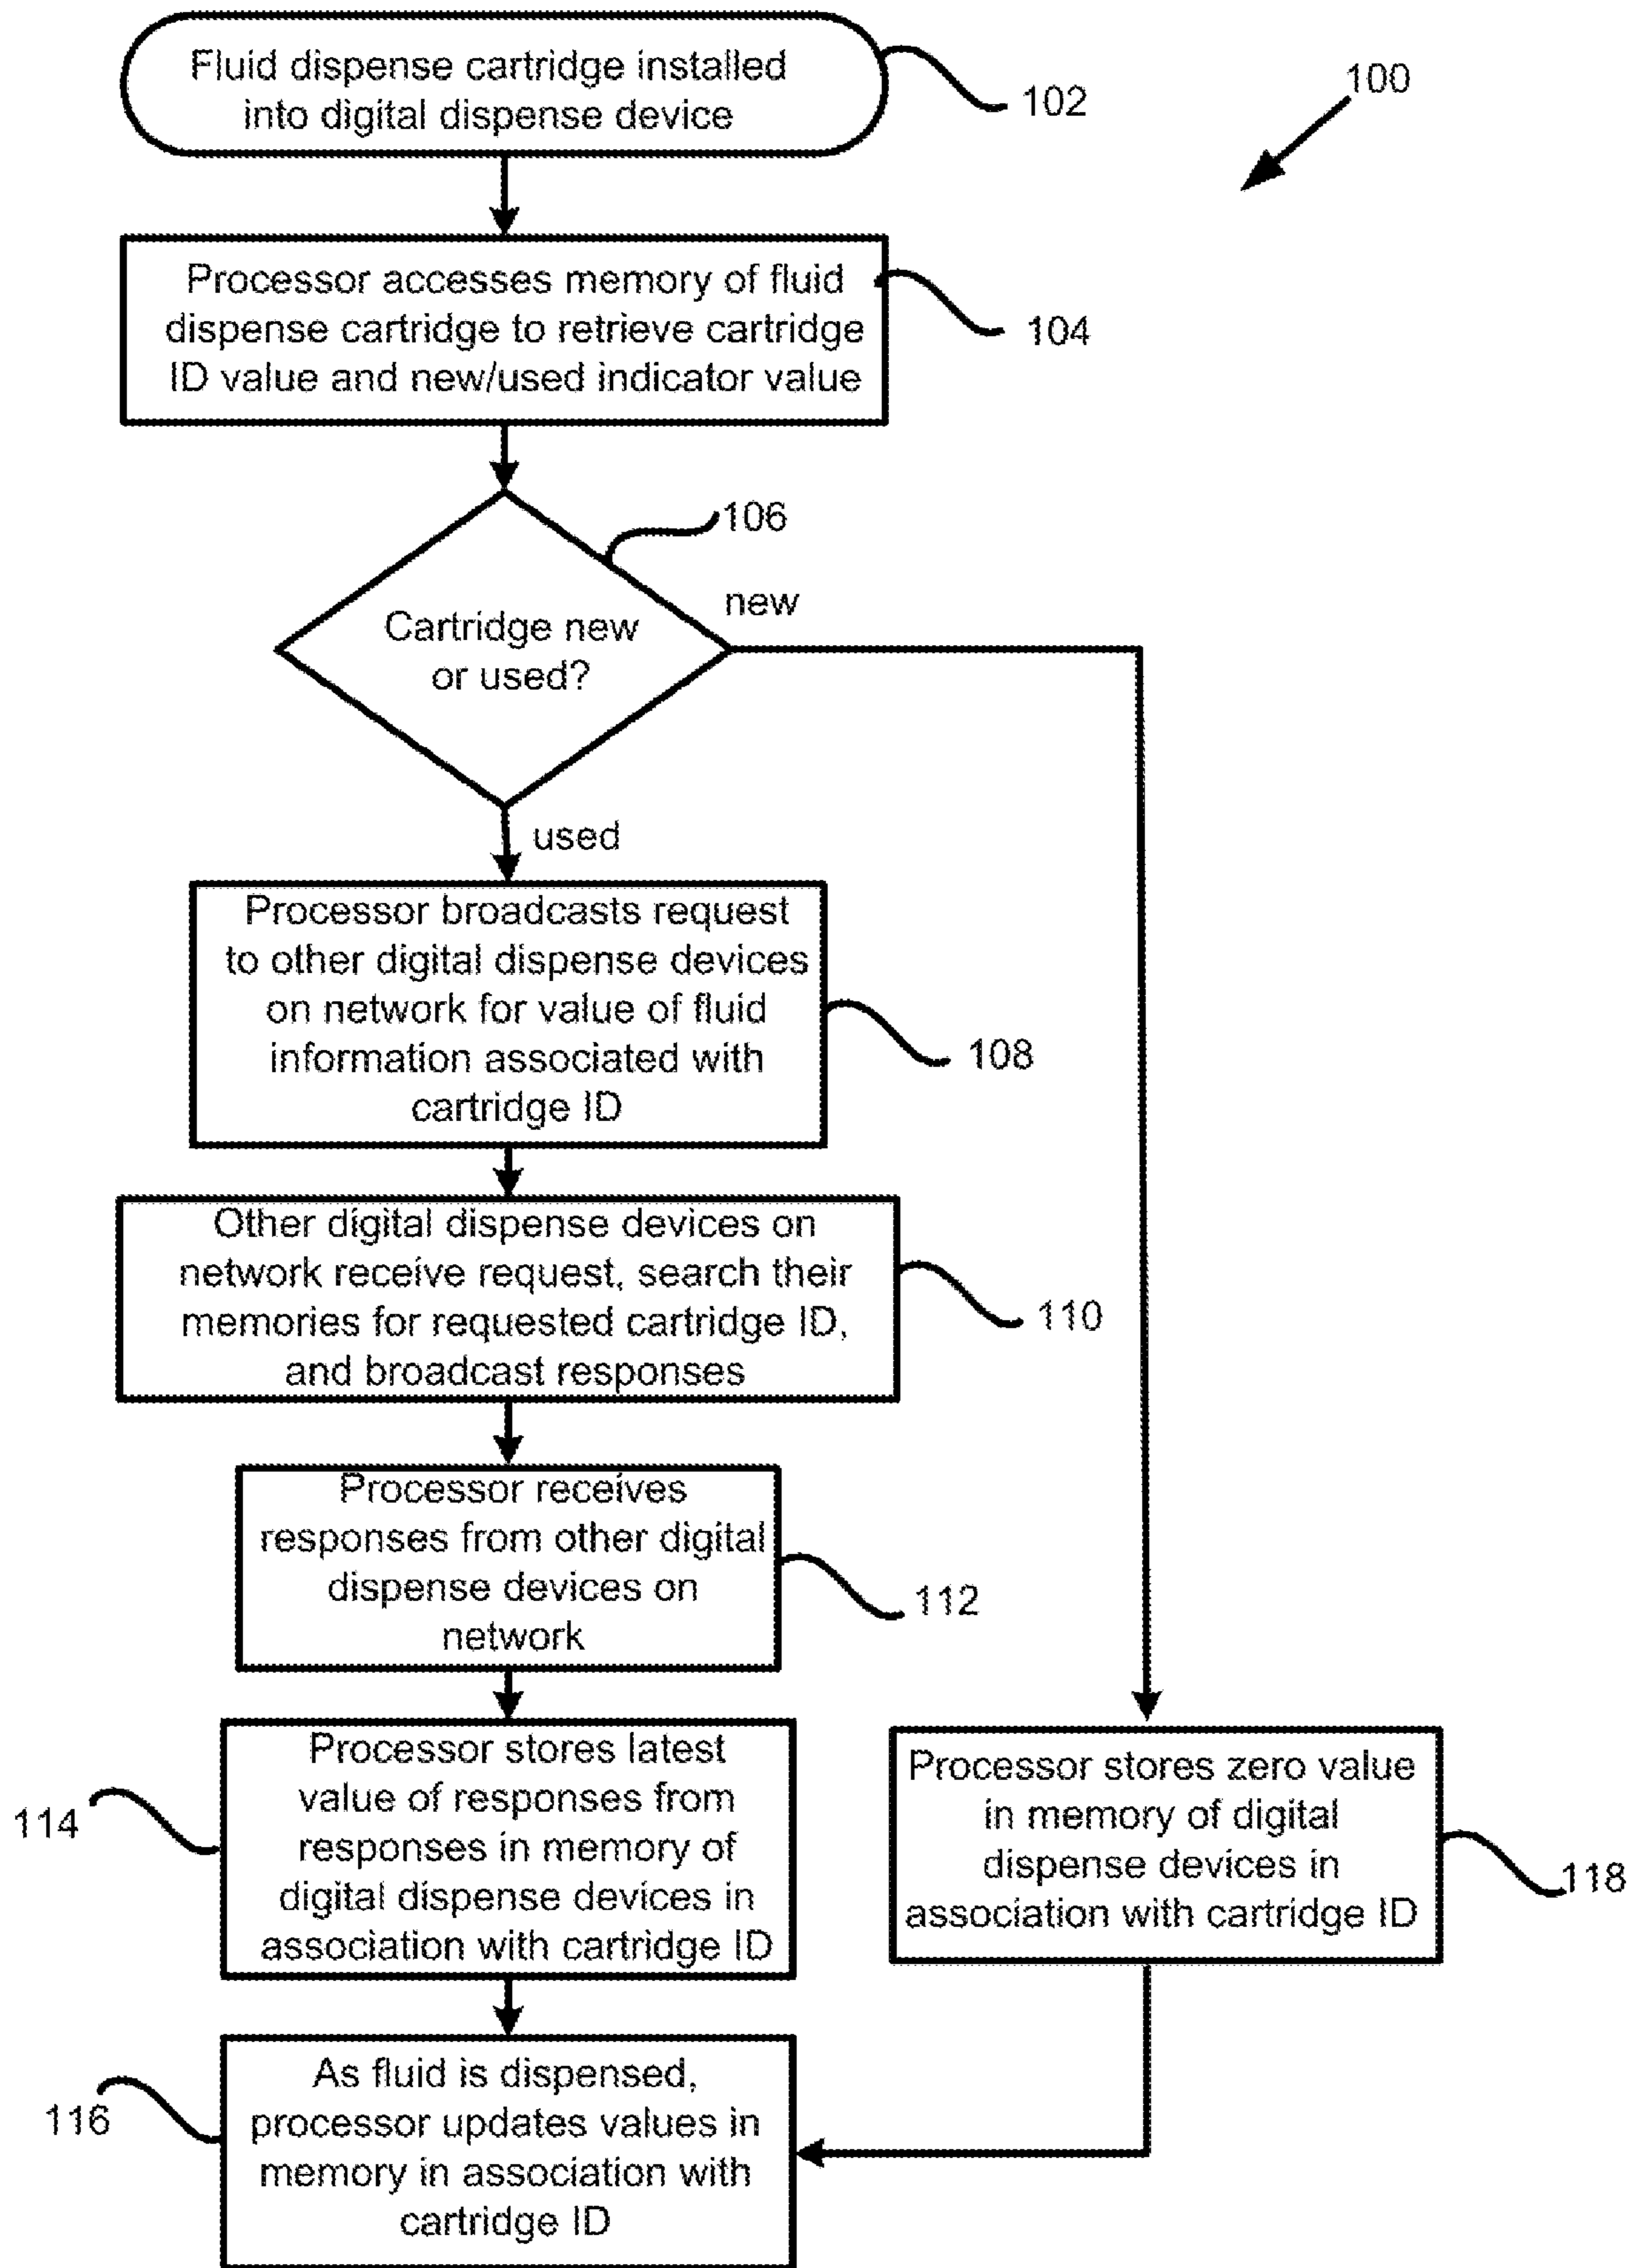 Fluid dispense cartridge installed
into digital dispense device
102
100
Processor accesses memory of fluid
dispense cartridge to retrieve cartridge
ID value and new/used indicator value
104
106
new
Cartridge new
or used?
used
Processor broadcasts request
to other digital dispense devices
on network for value of fluid
information associated with
cartridge ID
108
Other digital dispense devices on
network receive request, search their
memories for requested cartridge ID,
and broadcast responses
110
Processor receives
responses from other digital
dispense devices on
network
112
Processor stores latest
value of responses from
responses in memory of
digital dispense devices in
association with cartridge ID
114
Processor stores zero value
in memory of digital
dispense devices in
association with cartridge ID
118
As fluid is dispensed,
processor updates values in
memory in association with
cartridge ID
116